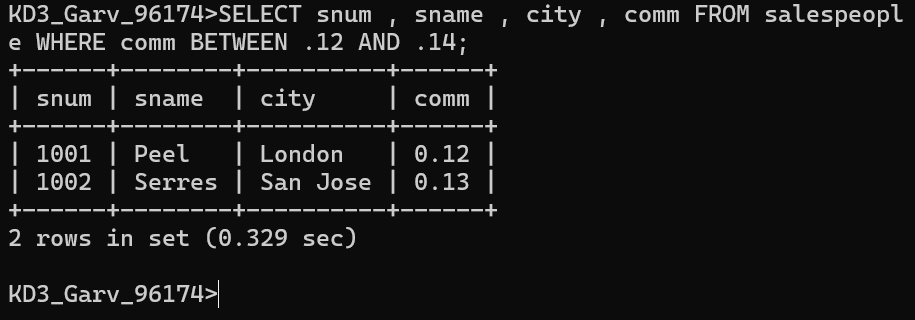 KD3_Garv_96174>SELECT snum , sname , city , comm FROM salespeopl
e WHERE comm BETWEEN .12 AND .14;
+------+--------+----------+------+
| snum | sname  | city     | comm |
+------+--------+----------+------+
| 1001 | Peel   | London   | 0.12 |
| 1002 | Serres | San Jose | 0.13 |
+------+--------+----------+------+
2 rows in set (0.329 sec)
KD3_Garv_96174>